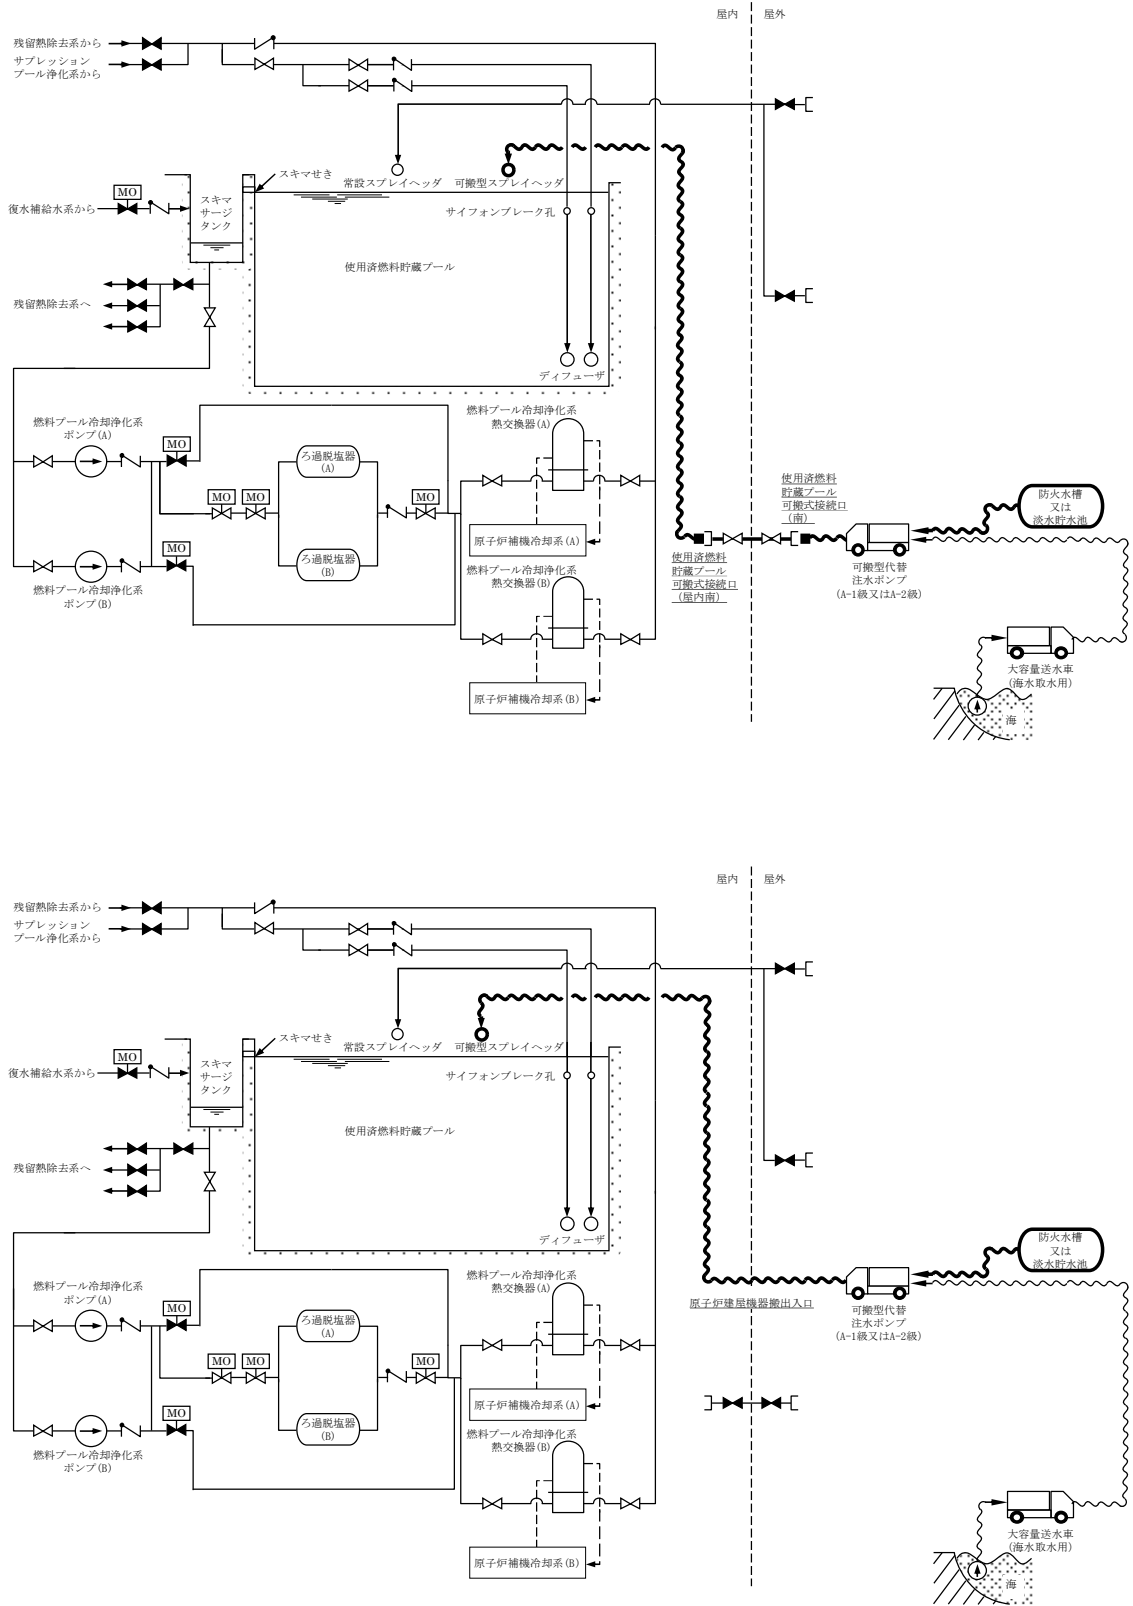 屋内
屋外
残留熱除去系から
サプレッション
プール浄化系から
スキマせき
常設スプレイヘッダ
可搬型スプレイヘッダ
MO
復水補給水系から
スキマ
サージ
タンク
サイフォンブレーク孔
使用済燃料貯蔵プール
残留熱除去系へ
ディフューザ
燃料プール冷却浄化系
ポンプ(A)
MO
燃料プール冷却浄化系
熱交換器(A)
ろ過脱塩器
(A)
MO
MO
MO
原子炉補機冷却系(A)
使用済燃料
貯蔵プール
可搬式接続口
(南)
防火水槽
又は
淡水貯水池
MO
ろ過脱塩器
(B)
燃料プール冷却浄化系
熱交換器(B)
使用済燃料
貯蔵プール
可搬式接続口
(屋内南)
可搬型代替
注水ポンプ
(A-1級又はA-2級)
燃料プール冷却浄化系
ポンプ(B)
原子炉補機冷却系(B)
大容量送水車
(海水取水用)
海
屋内
屋外
残留熱除去系から
サプレッション
プール浄化系から
スキマせき
常設スプレイヘッダ
可搬型スプレイヘッダ
MO
復水補給水系から
スキマ
サージ
タンク
サイフォンブレーク孔
使用済燃料貯蔵プール
残留熱除去系へ
ディフューザ
燃料プール冷却浄化系
ポンプ(A)
MO
燃料プール冷却浄化系
熱交換器(A)
ろ過脱塩器
(A)
MO
MO
MO
原子炉補機冷却系(A)
原子炉建屋機器搬出入口
防火水槽
又は
淡水貯水池
可搬型代替
注水ポンプ
(A-1級又はA-2級)
MO
ろ過脱塩器
(B)
燃料プール冷却浄化系
熱交換器(B)
燃料プール冷却浄化系
ポンプ(B)
原子炉補機冷却系(B)
大容量送水車
(海水取水用)
海